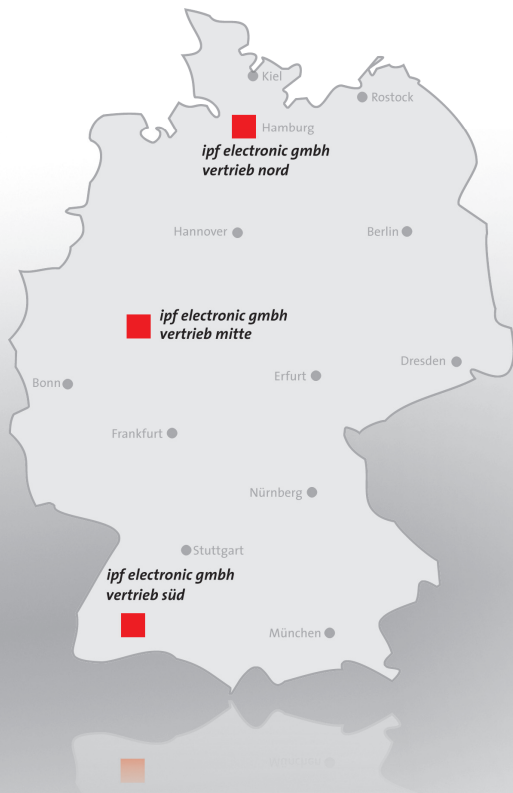 Kiel
Rostock
Hamburg
ipf electronic gmbh
vertrieb nord
Hannover
Berlin
ipf electronic gmbh
vertrieb mitte
Dresden
Erfurt
Bonn
Frankfurt
Nürnberg
Stuttgart
ipf electronic gmbh
vertrieb süd
München